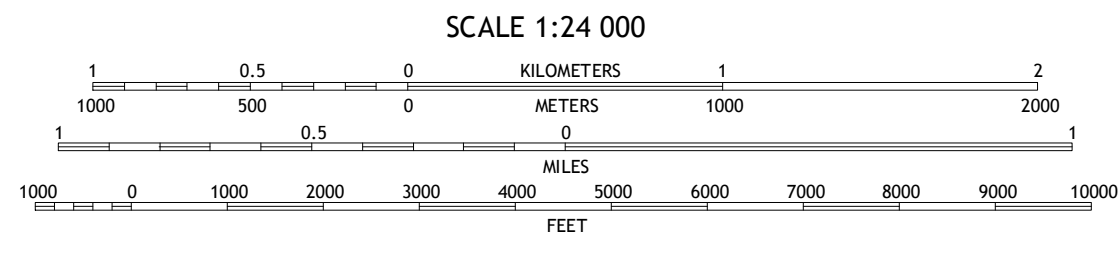 SCALE 1:24 000
1 0.5 0 KILOMETERS 1 2
1000 500 0 METERS 1000 2000
1 0.5 0 1
MILES
1000 0 1000 2000 3000 4000 5000 6000 7000 8000 9000 10000
FEET